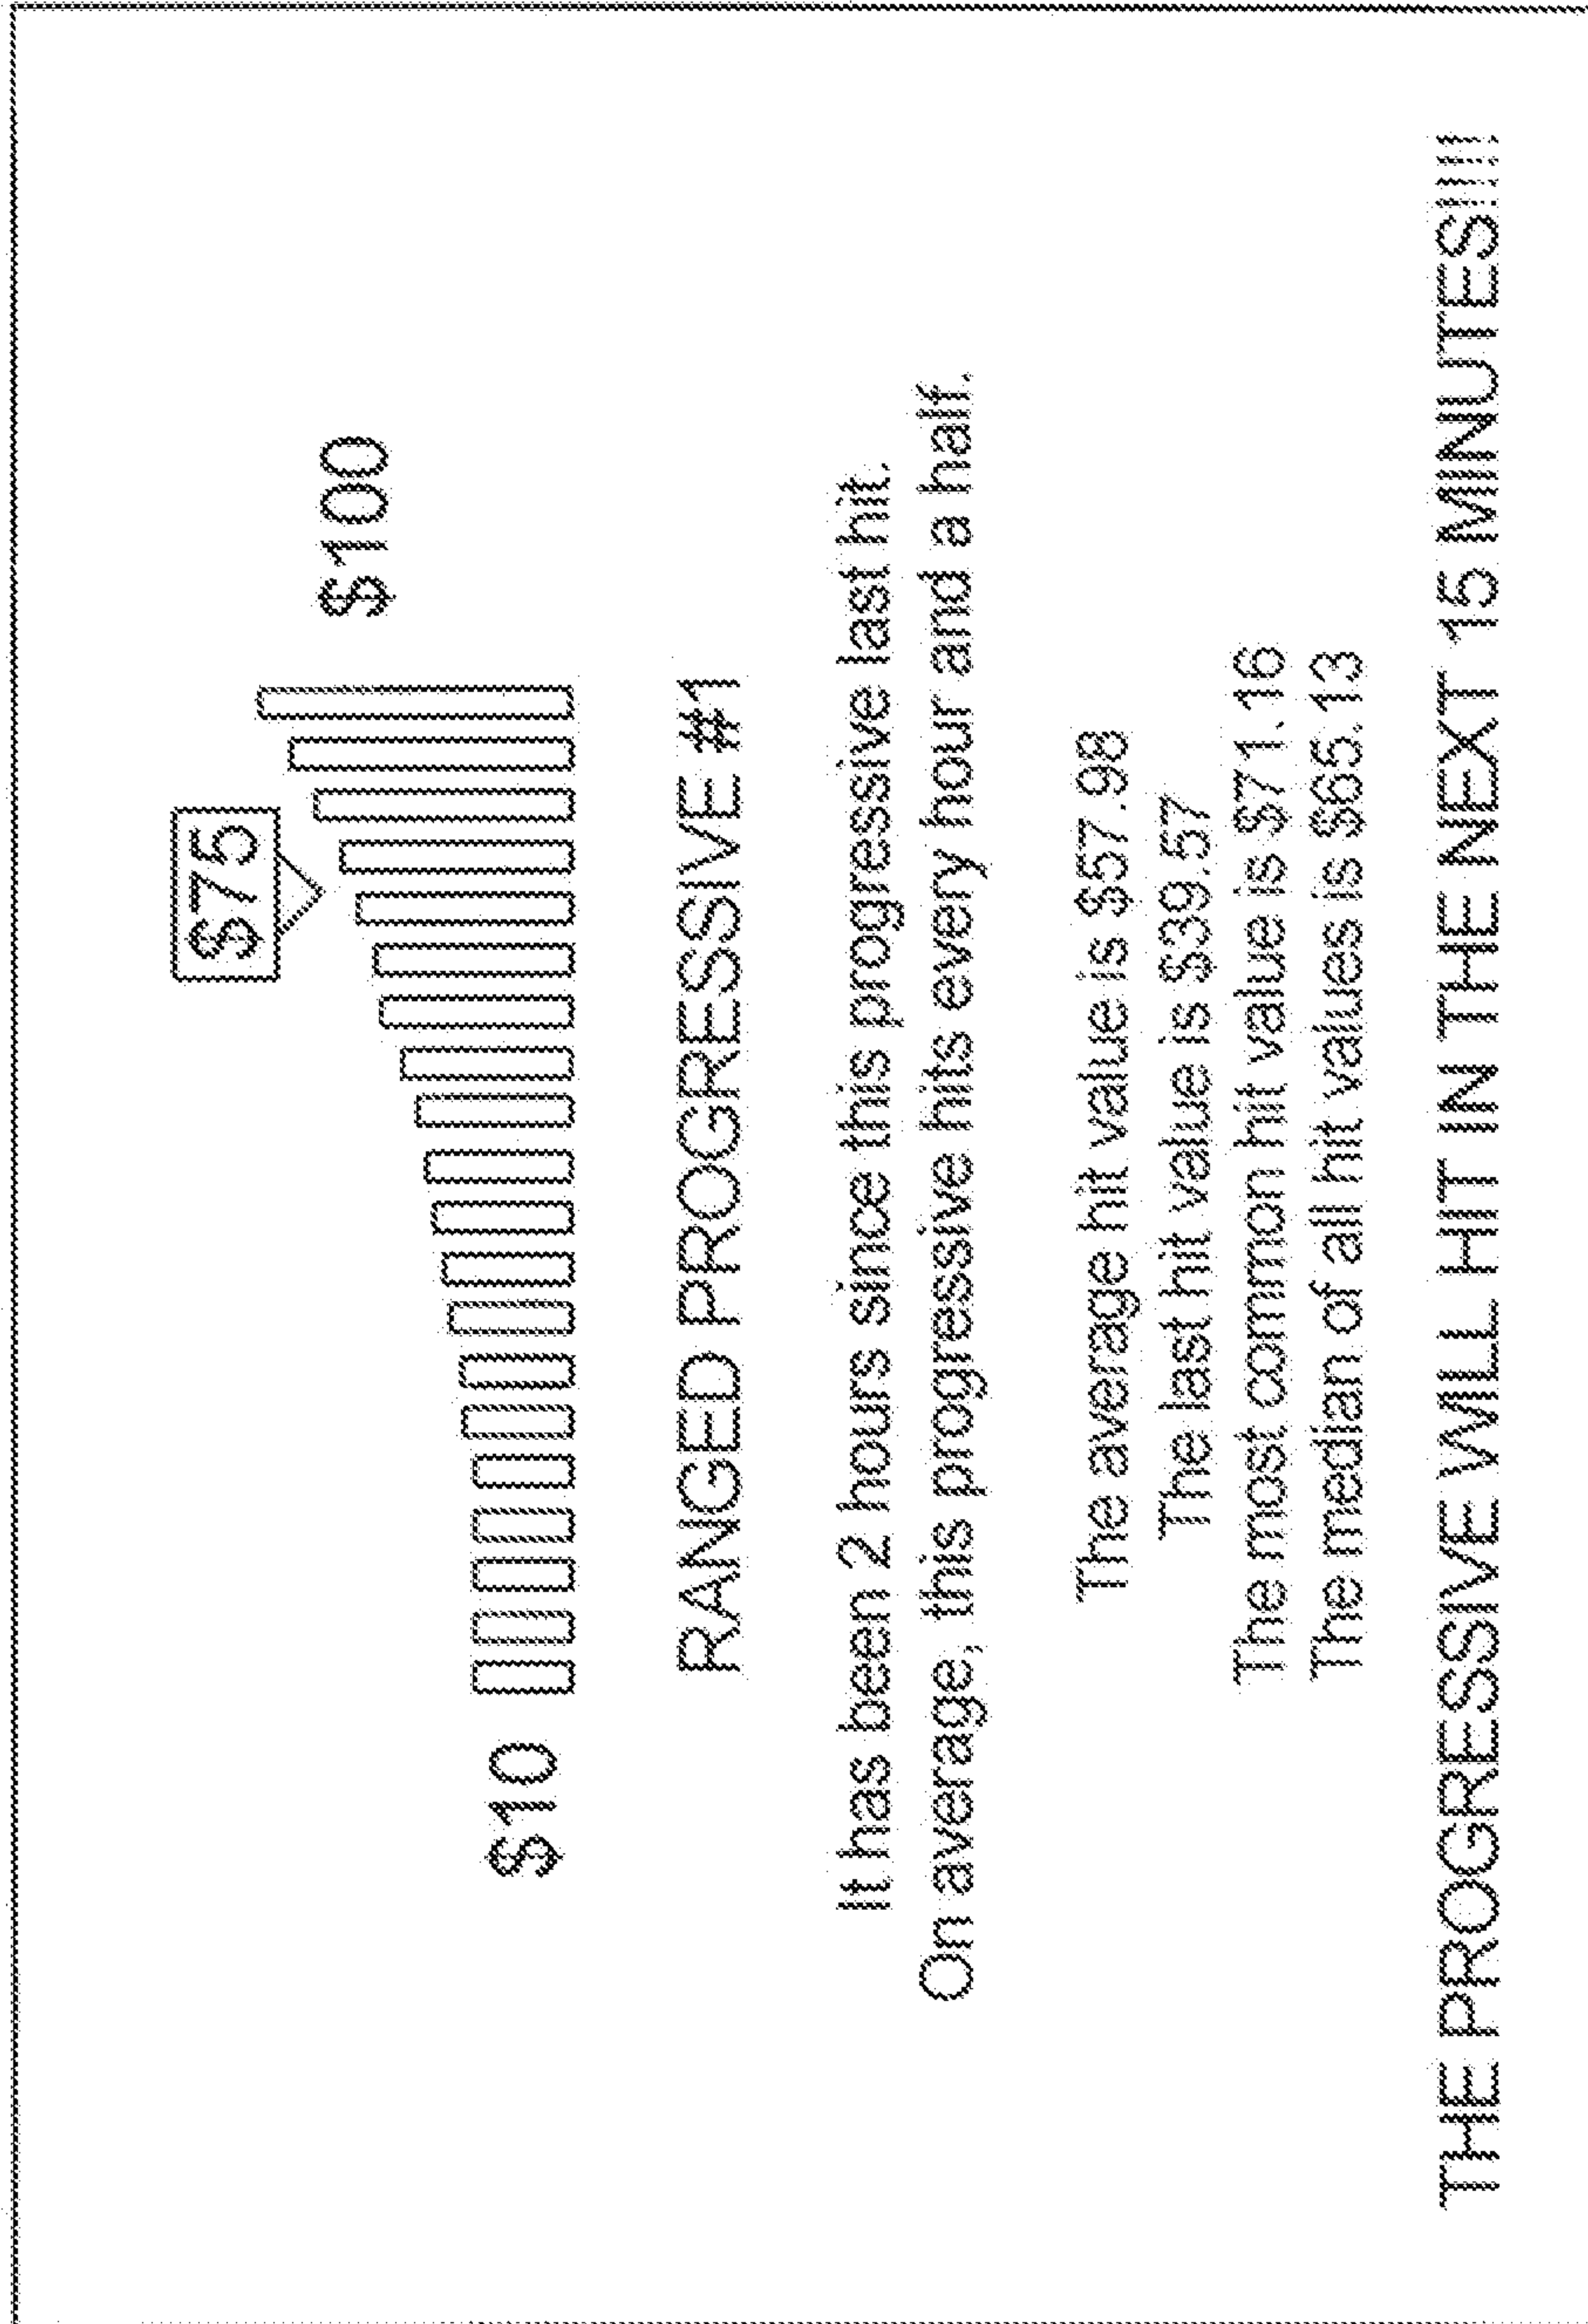 $75
$100
$10
RANGED PROGRESSIVE #1
It has been 2 hours since this progressive last hit.
On average, this progressive hits every hour and a half.
The average hit value is $57.98
The last hit value is $39.57
The most common hit value is $71.16
The median of all hit values is $65.13
THE PROGRESSIVE WILL HIT IN THE NEXT 15 MINUTES!!!!!